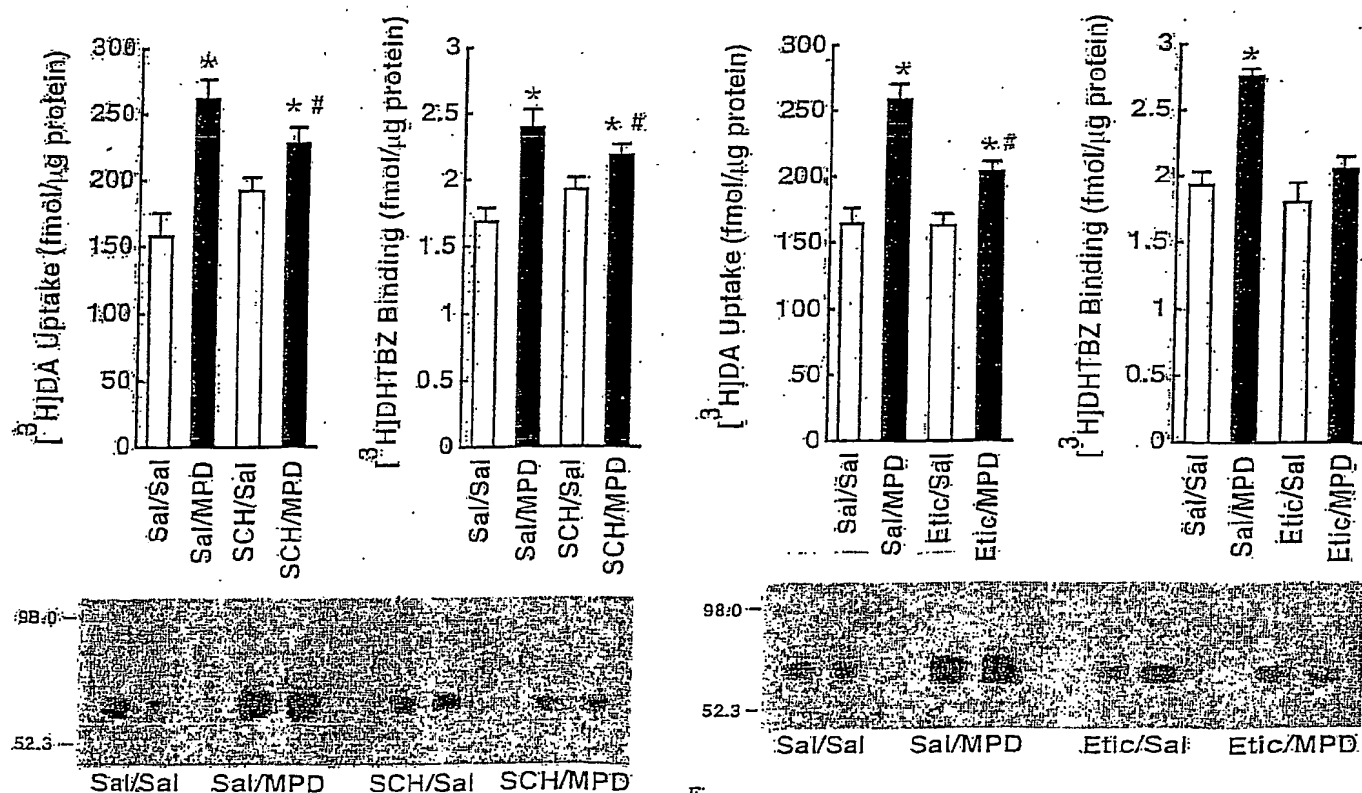 [³H]DA Uptake (fmol/µg protein)
300
250
200
150
100
50
0
*
* #
Sal/Sal
Sal/MPD
SCH/Sal
SCH/MPD
[³H]DHTBZ Binding (fmol/µg protein)
3
2.5
2
1.5
1
0.5
0
*
* #
Sal/Sal
Sal/MPD
SCH/Sal
SCH/MPD
[³H]DA Uptake (fmol/µg protein)
300
250
200
150
100
50
0
*
*#
Sal/Sal
Sal/MPD
Etic/Sal
Etic/MPD
[³H]DHTBZ Binding (fmol/µg protein)
3
2.5
2
1.5
1
0.5
0
*
Sal/Sal
Sal/MPD
Etic/Sal
Etic/MPD
98.0
52.3
Sal/Sal Sal/MPD SCH/Sal SCH/MPD
98.0
52.3
Sal/Sal Sal/MPD Etic/Sal Etic/MPD